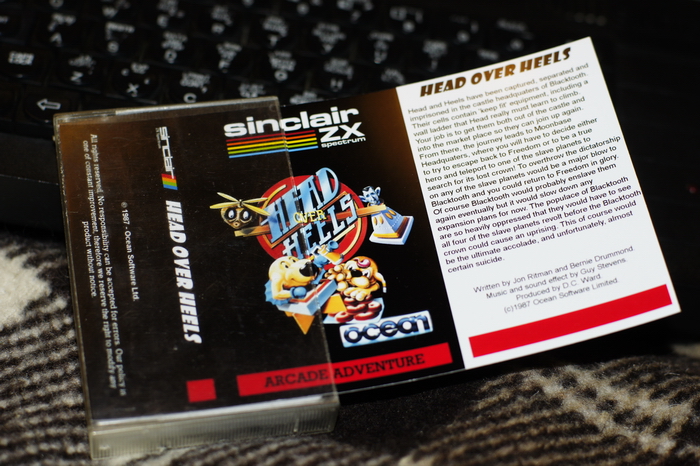 All rights reserved. No responsibility can be accepted for errors. Our policy is
one of constant improvement, therefore we reserve the right to modify any
product without notice.
© 1987 - Ocean Software Ltd.
sinclair
HEAD OVER HEELS
sinclair
ZX
spectrum
HEAD
OVER
HEELS
ocean
ARCADE ADVENTURE
HEAD OVER HEELS
Head and Heels have been captured, separated and
imprisoned in the castle headquarters of Blacktooth.
Their cells contain 'keep fit' equipment, including a
wall ladder that Head really must learn to climb.
Your job is to get them both out of the castle and
into the market place so they can join up again.
From there, the journey leads to Moonbase
Headquarters, where you will have to decide either
to try to escape back to Freedom or to be a true
hero and teleport to one of the slave planets to
search for its lost crown! To overthrow the dictatorship
on any of the slave planets would be a major blow to
Blacktooth and you could return to Freedom in glory.
Of course Blacktooth would probably enslave them
again eventually but it would slow down any
expansion plans for now. The populace of Blacktooth
are so heavily oppressed that they would have to see
all four of the slave planets revolt before the Blacktooth
crown could cause an uprising. This of course would
be the ultimate accolade, and unfortunately, almost
certain suicide.
Written by Jon Ritman and Bernie Drummond.
Music and sound effect by Guy Stevens.
Produced by D.C. Ward.
(c)1987 Ocean Software Limited.